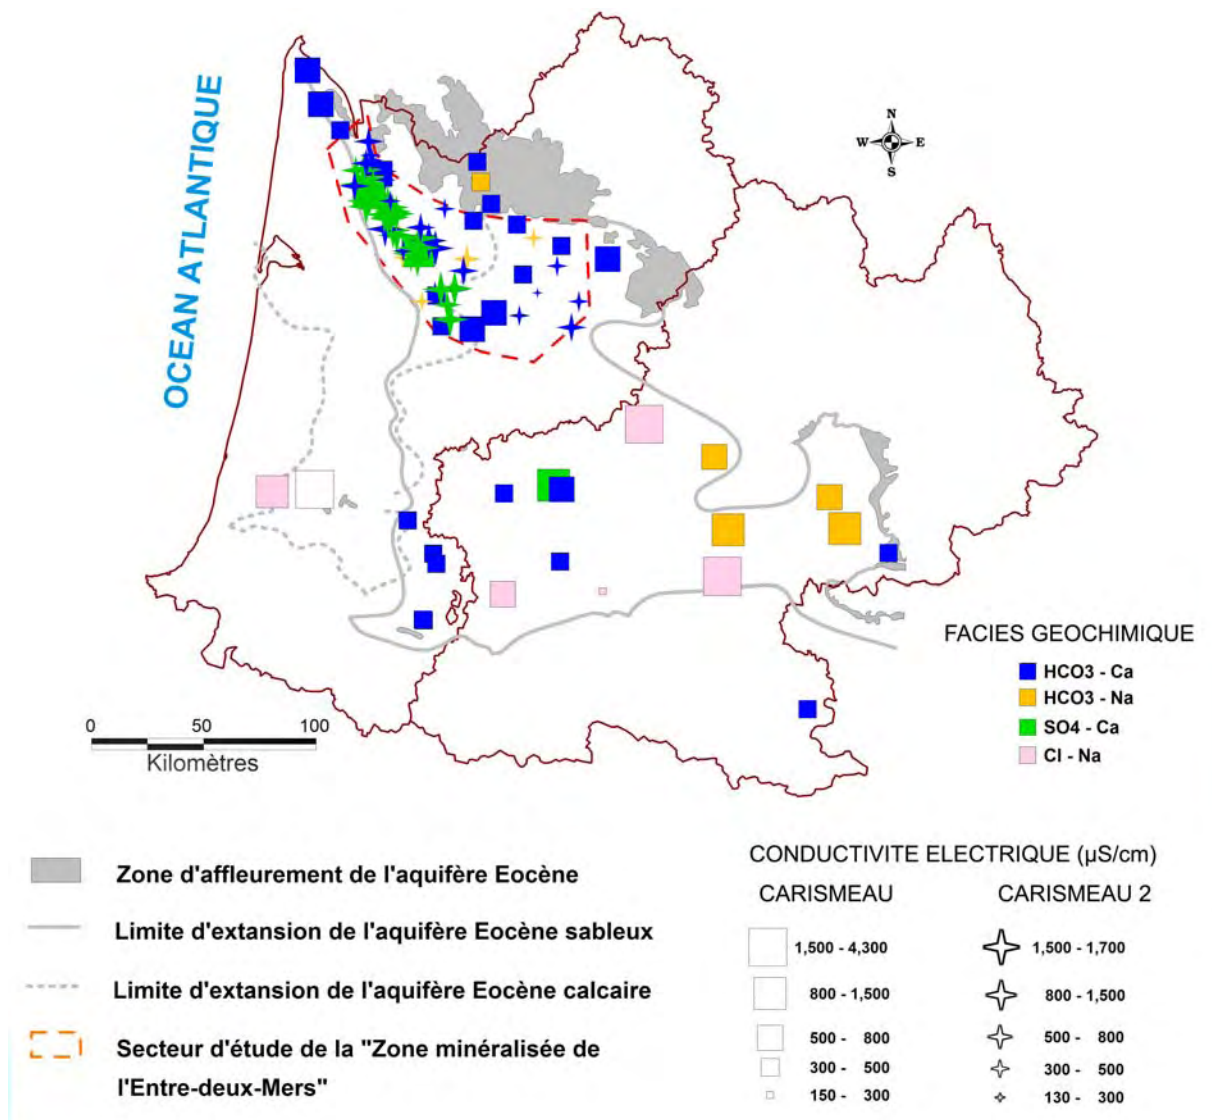 OCEAN ATLANTIQUE
N
W
E
S
FACIES GEOCHIMIQUE
HCO3 - Ca
HCO3 - Na
SO4 - Ca
Cl - Na
0 50 100
Kilomètres
Zone d'affleurement de l'aquifère Eocène
Limite d'extansion de l'aquifère Eocène sableux
Limite d'extansion de l'aquifère Eocène calcaire
Secteur d'étude de la "Zone minéralisée de
l'Entre-deux-Mers"
CONDUCTIVITE ELECTRIQUE (µS/cm)
CARISMEAU CARISMEAU 2
1,500 - 4,300 1,500 - 1,700
800 - 1,500 800 - 1,500
500 - 800 500 - 800
300 - 500 300 - 500
150 - 300 130 - 300